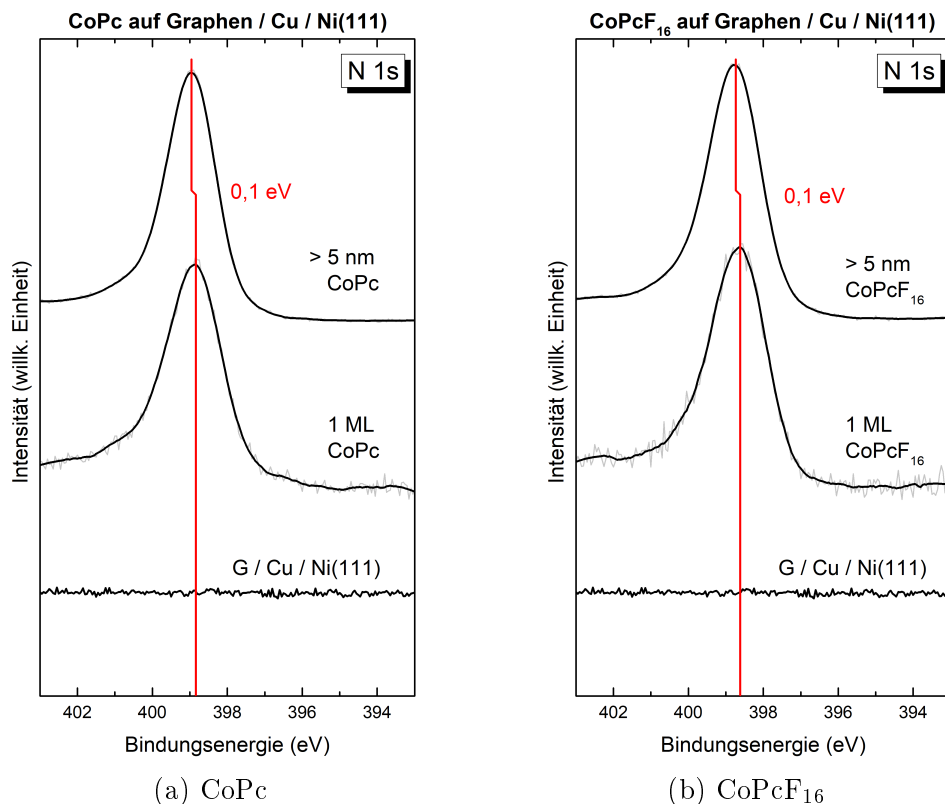 CoPc auf Graphen / Cu / Ni(111)
N 1s
0,1 eV
> 5 nm
CoPc
1 ML
CoPc
G / Cu / Ni(111)
Intensität (willk. Einheit)
402 400 398 396 394
Bindungsenergie (eV)
(a) CoPc
CoPcF₁₆ auf Graphen / Cu / Ni(111)
N 1s
0,1 eV
> 5 nm
CoPcF₁₆
1 ML
CoPcF₁₆
G / Cu / Ni(111)
Intensität (willk. Einheit)
402 400 398 396 394
Bindungsenergie (eV)
(b) CoPcF₁₆